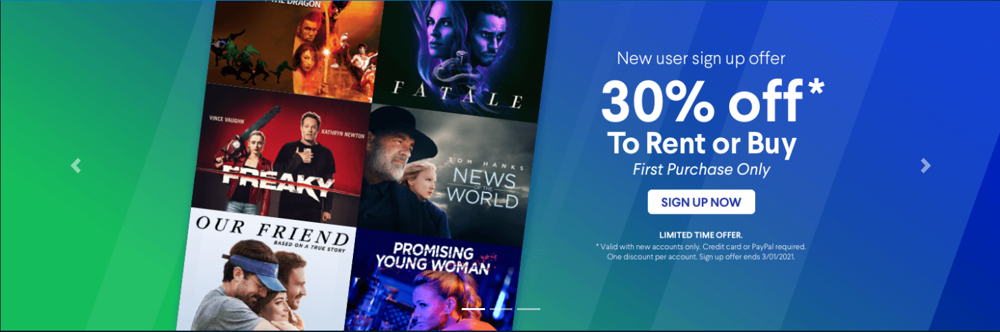 THE DRAGON
FATALE
VINCE VAUGHN
KATHRYN NEWTON
FREAKY
TOM HANKS
NEWS
OF THE
WORLD
OUR FRIEND
BASED ON A TRUE STORY
PROMISING
YOUNG WOMAN
New user sign up offer
30% off*
To Rent or Buy
First Purchase Only
SIGN UP NOW
LIMITED TIME OFFER.
* Valid with new accounts only. Credit card or PayPal required.
One discount per account. Sign up offer ends 3/01/2021.